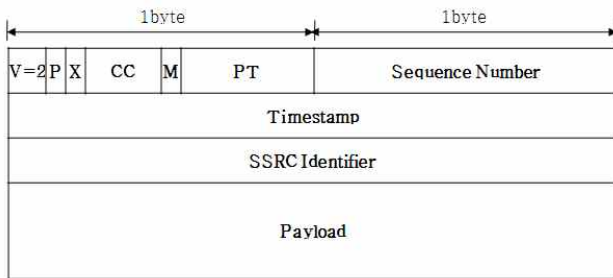 1byte 1byte
V=2 P X CC M PT Sequence Number
Timestamp
SSRC Identifier
Payload